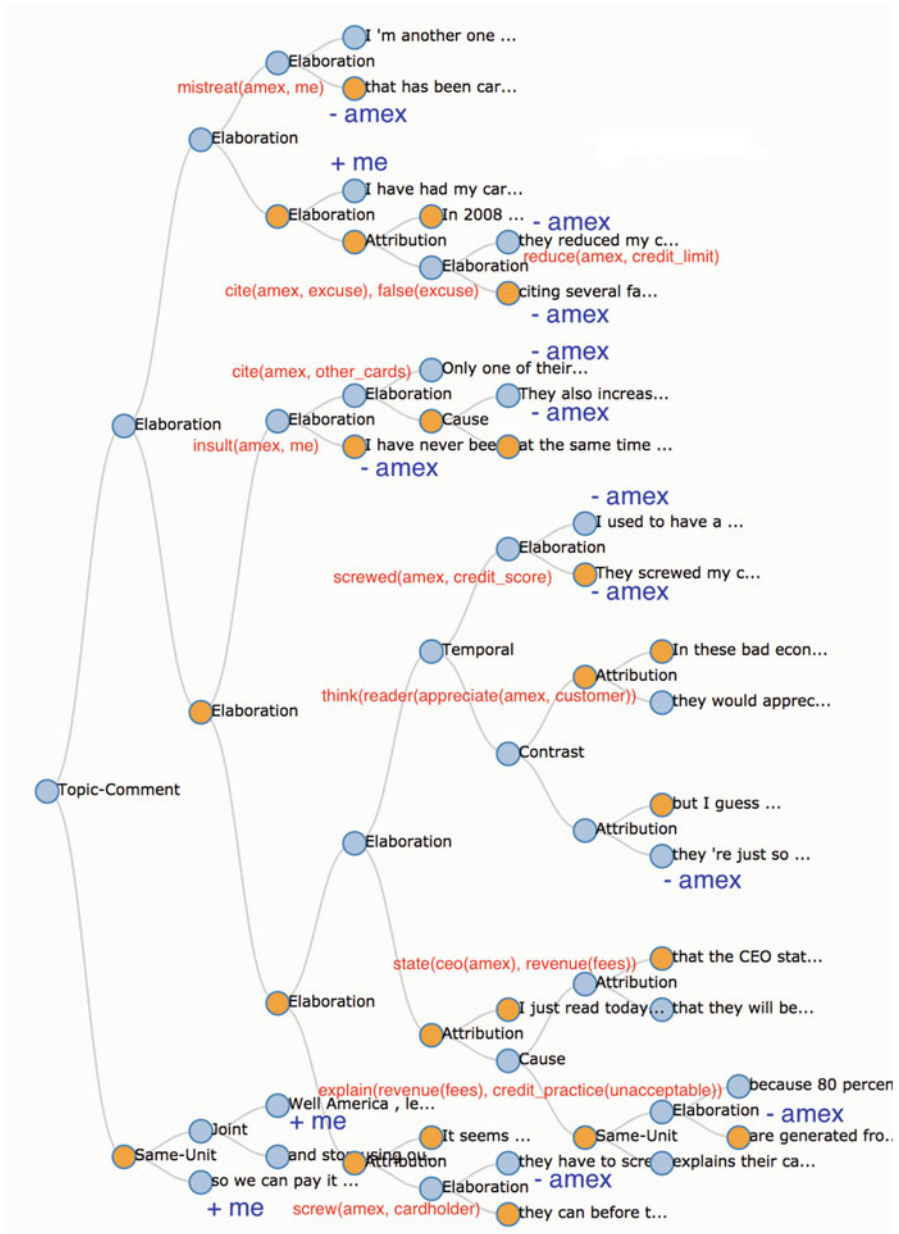 I 'm another one ...
Elaboration
mistreat(amex, me)
that has been car...
- amex
Elaboration
+ me
I have had my car...
Elaboration
In 2008 ...
- amex
Attribution
they reduced my c...
reduce(amex, credit_limit)
Elaboration
cite(amex, excuse), false(excuse)
citing several fa...
- amex
- amex
Only one of their...
cite(amex, other_cards)
Elaboration
They also increas...
- amex
Elaboration
Cause
Elaboration
insult(amex, me)
I have never bee
at the same time ...
- amex
- amex
I used to have a ...
Elaboration
screwed(amex, credit_score)
They screwed my c...
- amex
Temporal
In these bad econ...
Attribution
think(reader(appreciate(amex, customer))
they would apprec...
Elaboration
Contrast
Topic-Comment
but I guess ...
Attribution
Elaboration
they 're just so ...
- amex
state(ceo(amex), revenue(fees))
that the CEO stat...
Attribution
Elaboration
I just read today...
that they will be...
Attribution
Cause
explain(revenue(fees), credit_practice(unacceptable))
because 80 percen
Well America , le...
+ me
Elaboration
- amex
Joint
It seems ...
Same-Unit
are generated fro..
Same-Unit
and stop using ou
Attribution
they have to scre
explains their ca...
so we can pay it ...
Elaboration
- amex
+ me
screw(amex, cardholder)
they can before t...